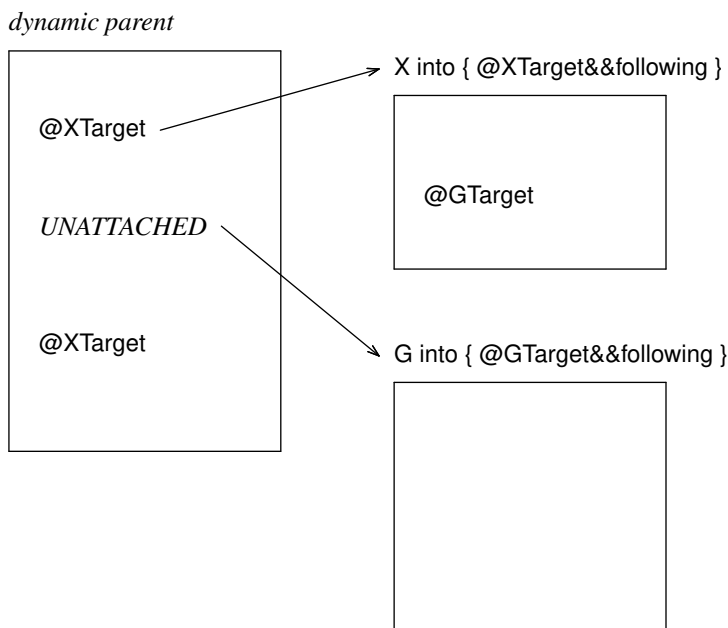 dynamic parent
X into { @XTarget&&following }
@XTarget
@GTarget
UNATTACHED
@XTarget
G into { @GTarget&&following }